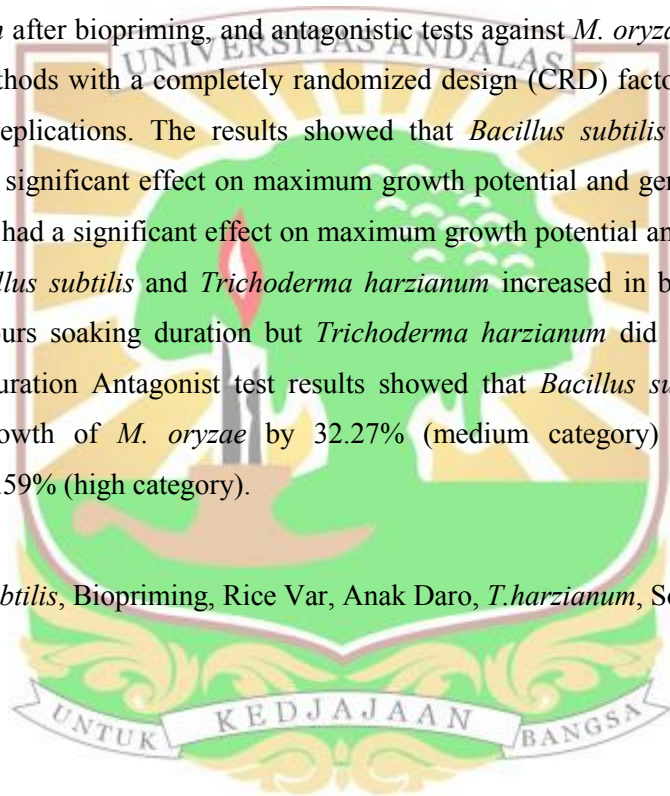 after biopriming, and antagonistic tests against M. oryza
UNIVERSITAS ANDALAS
thods with a completely randomized design (CRD) facto
eplications. The results showed that Bacillus subtilis
significant effect on maximum growth potential and ger
had a significant effect on maximum growth potential an
llus subtilis and Trichoderma harzianum increased in b
ours soaking duration but Trichoderma harzianum did
uration Antagonist test results showed that Bacillus su
owth of M. oryzae by 32.27% (medium category)
.59% (high category).
btilis, Biopriming, Rice Var, Anak Daro, T.harzianum, S
UNTUK KEDJAJAAN BANGSA